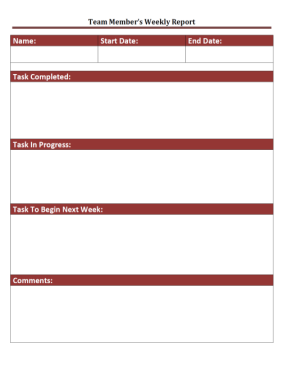 Team Member's Weekly Report
Name: Start Date: End Date:
Task Completed:
Task In Progress:
Task To Begin Next Week:
Comments: